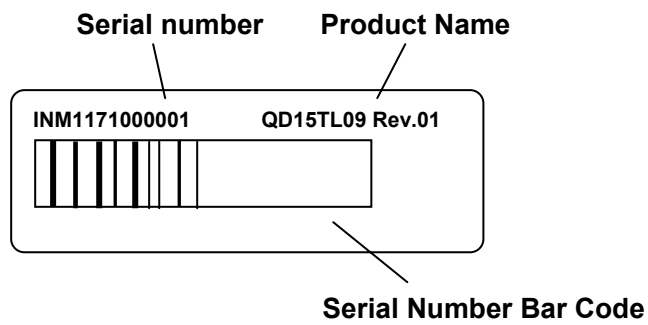 Serial number Product Name
INM1171000001 QD15TL09 Rev.01
Serial Number Bar Code